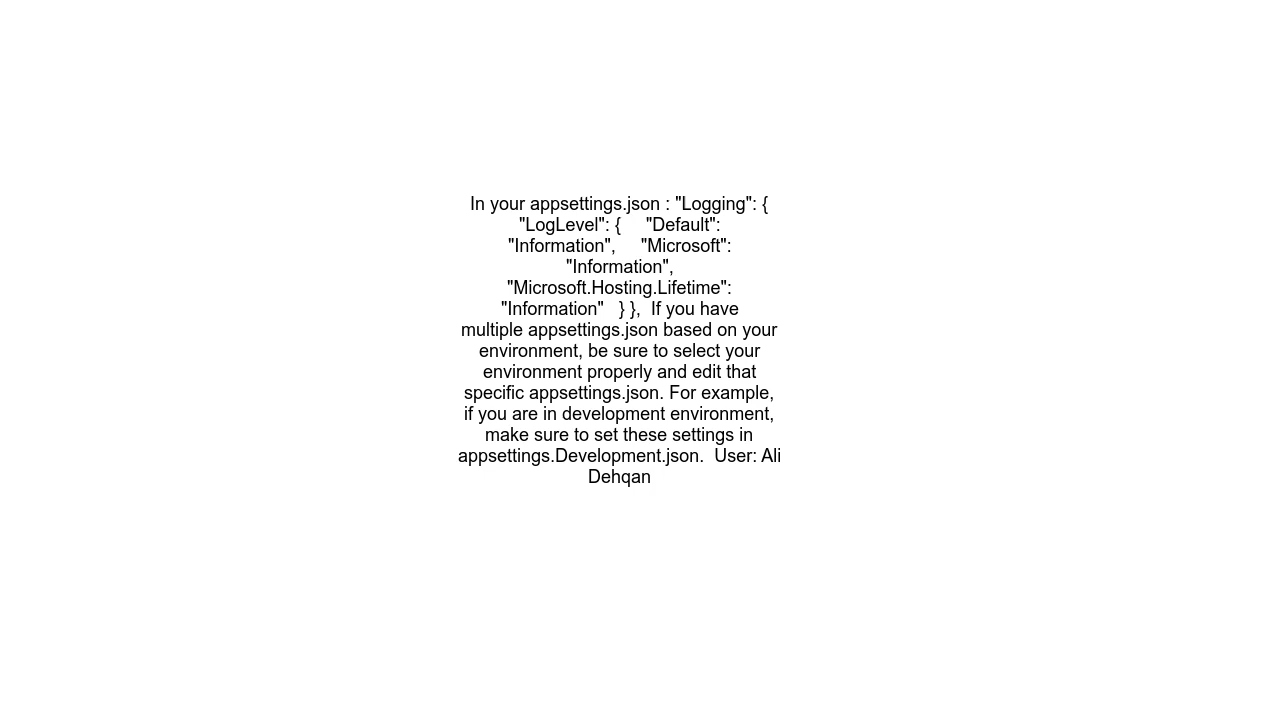 In your appsettings.json : "Logging": {
"LogLevel": {     "Default":
"Information",     "Microsoft":
"Information",
"Microsoft.Hosting.Lifetime":
"Information"   } },  If you have
multiple appsettings.json based on your
environment, be sure to select your
environment properly and edit that
specific appsettings.json. For example,
if you are in development environment,
make sure to set these settings in
appsettings.Development.json.  User: Ali
Dehqan